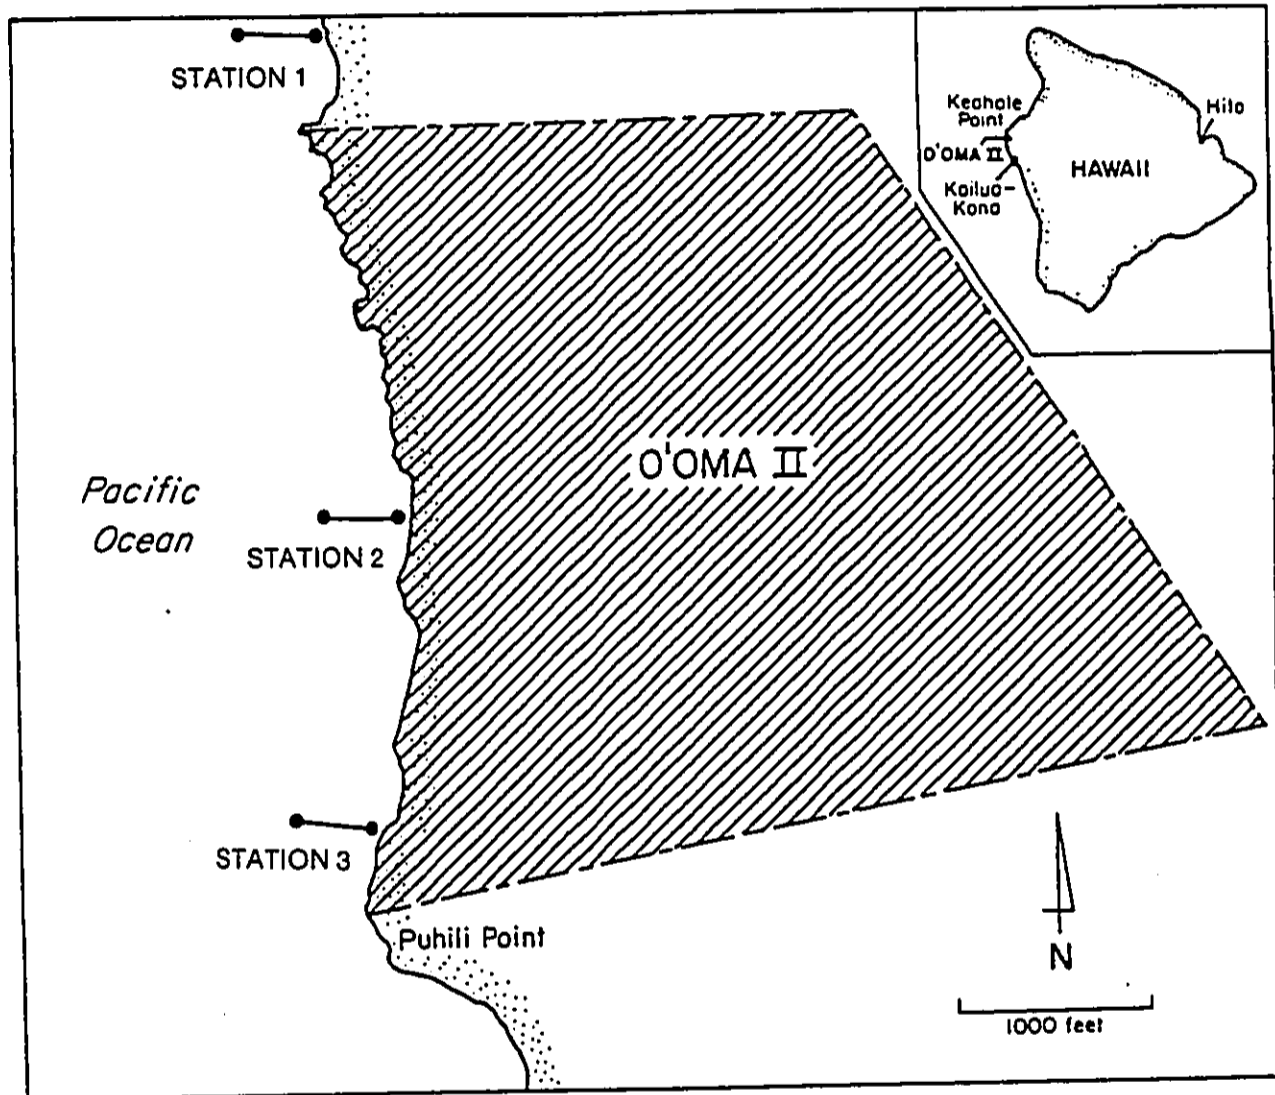 STATION 1
Keahole
Point
O'OMA II
Kailua-
Kona
Hilo
HAWAII
O'OMA II
Pacific
Ocean
STATION 2
STATION 3
Puhili Point
N
1000 feet